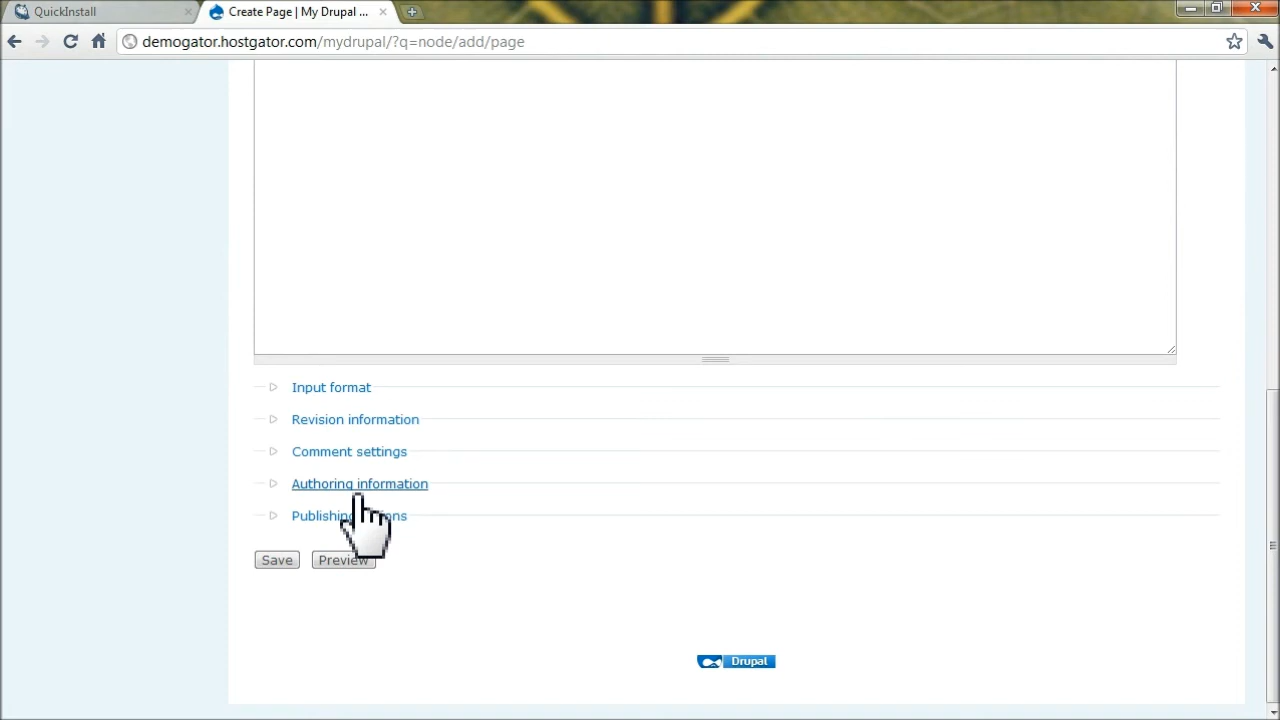 QuickInstall
Create Page | My Drupal ...
demogator.hostgator.com/mydrupal/?q=node/add/page
Input format
Revision information
Comment settings
Authoring information
Publishing
Save
Preview
Drupal